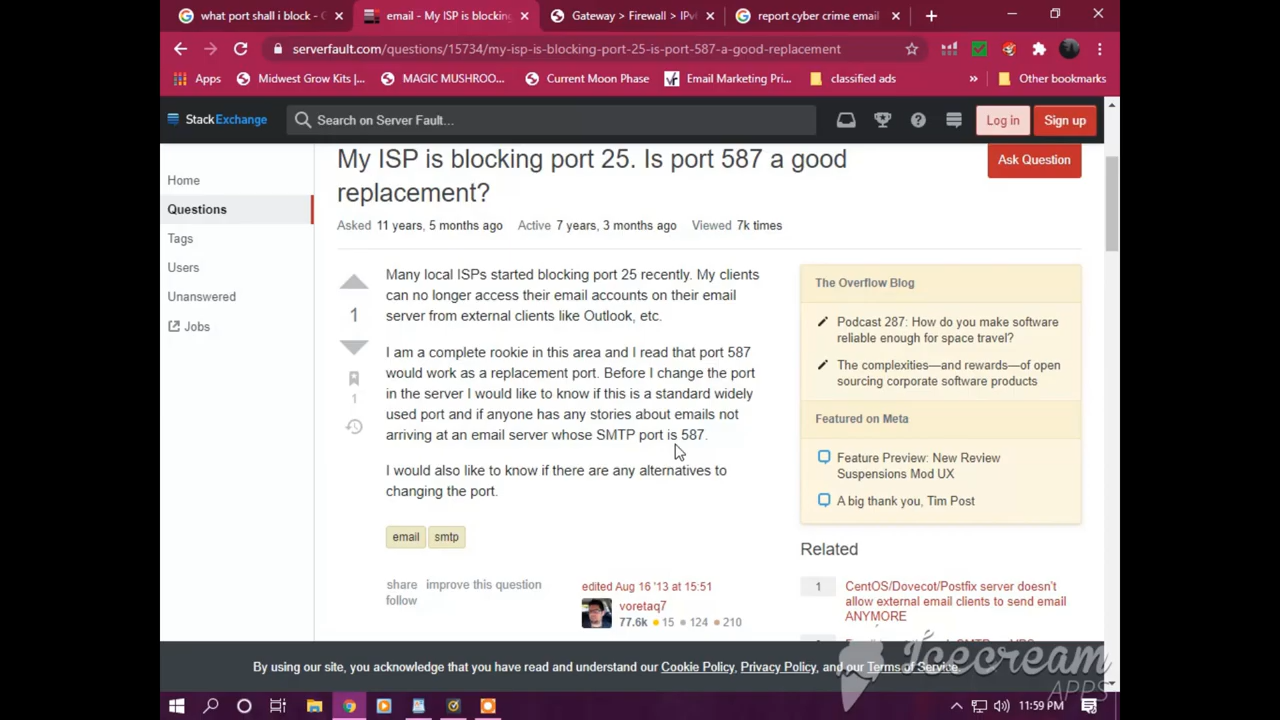 what port shall i block - G
email - My ISP is blockin
Gateway > Firewall > IPv
report cyber crime email
serverfault.com/questions/15734/my-isp-is-blocking-port-25-is-port-587-a-good-replacement
Apps
Midwest Grow Kits |...
MAGIC MUSHROO...
Current Moon Phase
Email Marketing Pri...
classified ads
»
Other bookmarks
StackExchange
Search on Server Fault...
Log in
Sign up
My ISP is blocking port 25. Is port 587 a good
replacement?
Ask Question
Home
Questions
Tags
Users
Unanswered
Jobs
Asked 11 years, 5 months ago Active 7 years, 3 months ago Viewed 7k times
1
1
Many local ISPs started blocking port 25 recently. My clients
can no longer access their email accounts on their email
server from external clients like Outlook, etc.
I am a complete rookie in this area and I read that port 587
would work as a replacement port. Before I change the port
in the server I would like to know if this is a standard widely
used port and if anyone has any stories about emails not
arriving at an email server whose SMTP port is 587.
I would also like to know if there are any alternatives to
changing the port.
email smtp
share improve this question
follow
edited Aug 16 '13 at 15:51
voretaq7
77.6k 15 124 210
The Overflow Blog
Podcast 287: How do you make software
reliable enough for space travel?
The complexities—and rewards—of open
sourcing corporate software products
Featured on Meta
Feature Preview: New Review
Suspensions Mod UX
A big thank you, Tim Post
Related
1
CentOS/Dovecot/Postfix server doesn't
allow external email clients to send email
ANYMORE
By using our site, you acknowledge that you have read and understand our Cookie Policy, Privacy Policy, and our Terms of Service.
Icecream
APPS
11:59 PM